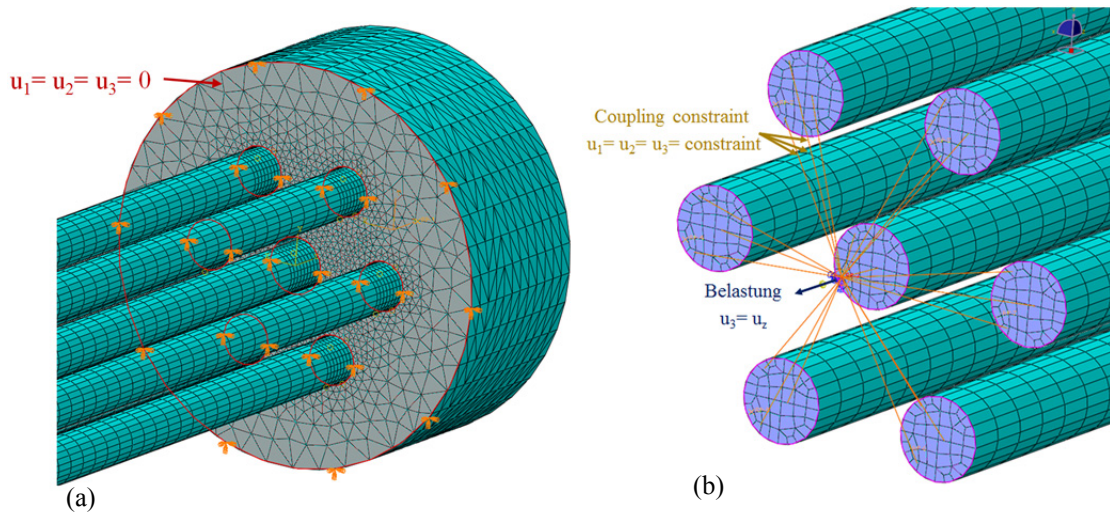 u₁= u₂= u₃= 0
Coupling constraint
u₁= u₂= u₃= constraint
Belastung
u₃= u_z
(a)
(b)